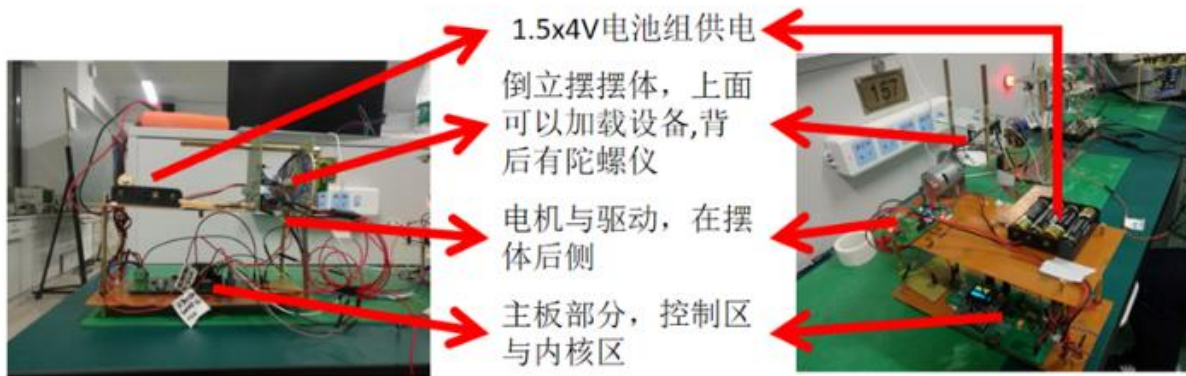 1.5x4V电池组供电
倒立摆摆体，上面
可以加载设备,背
后有陀螺仪
电机与驱动，在摆
体后侧
主板部分，控制区
与内核区
157